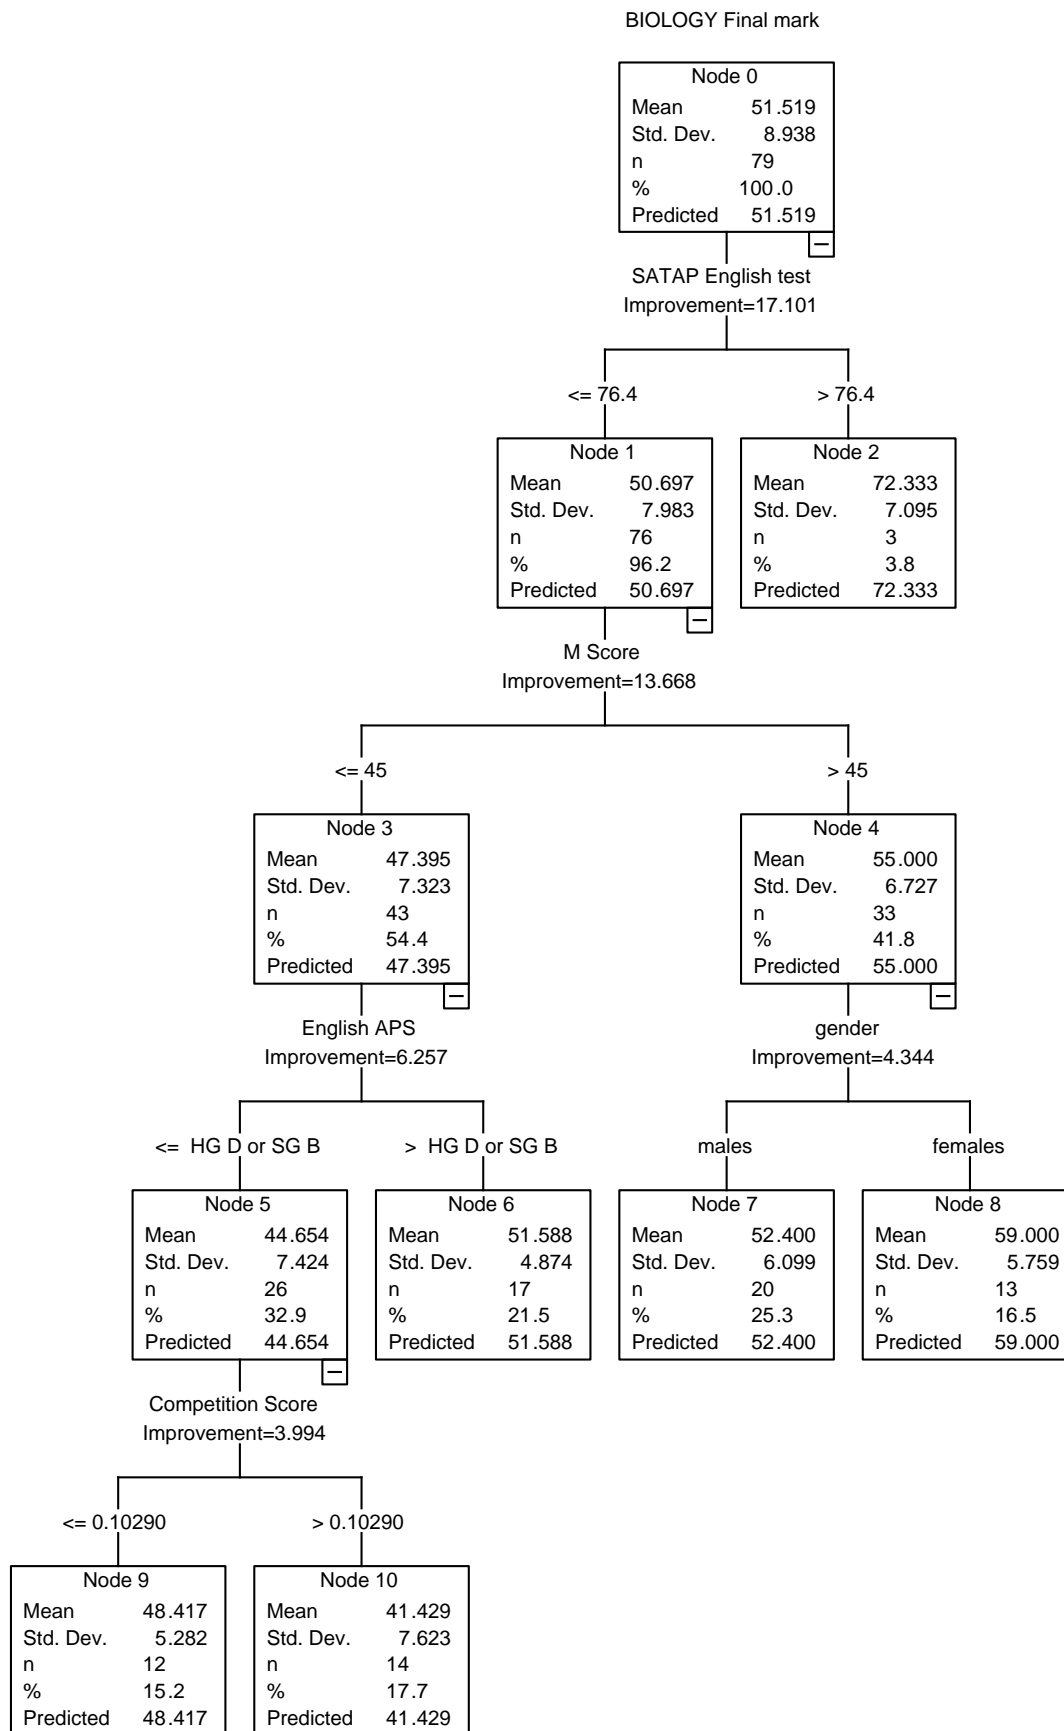 BIOLOGY Final mark
Node 0
Mean 51.519
Std. Dev. 8.938
n 79
% 100.0
Predicted 51.519
SATAP English test
Improvement=17.101
<= 76.4
> 76.4
Node 1
Mean 50.697
Std. Dev. 7.983
n 76
% 96.2
Predicted 50.697
Node 2
Mean 72.333
Std. Dev. 7.095
n 3
% 3.8
Predicted 72.333
M Score
Improvement=13.668
<= 45
> 45
Node 3
Mean 47.395
Std. Dev. 7.323
n 43
% 54.4
Predicted 47.395
Node 4
Mean 55.000
Std. Dev. 6.727
n 33
% 41.8
Predicted 55.000
English APS
Improvement=6.257
gender
Improvement=4.344
<= HG D or SG B
> HG D or SG B
males
females
Node 5
Mean 44.654
Std. Dev. 7.424
n 26
% 32.9
Predicted 44.654
Node 6
Mean 51.588
Std. Dev. 4.874
n 17
% 21.5
Predicted 51.588
Node 7
Mean 52.400
Std. Dev. 6.099
n 20
% 25.3
Predicted 52.400
Node 8
Mean 59.000
Std. Dev. 5.759
n 13
% 16.5
Predicted 59.000
Competition Score
Improvement=3.994
<= 0.10290
> 0.10290
Node 9
Mean 48.417
Std. Dev. 5.282
n 12
% 15.2
Predicted 48.417
Node 10
Mean 41.429
Std. Dev. 7.623
n 14
% 17.7
Predicted 41.429